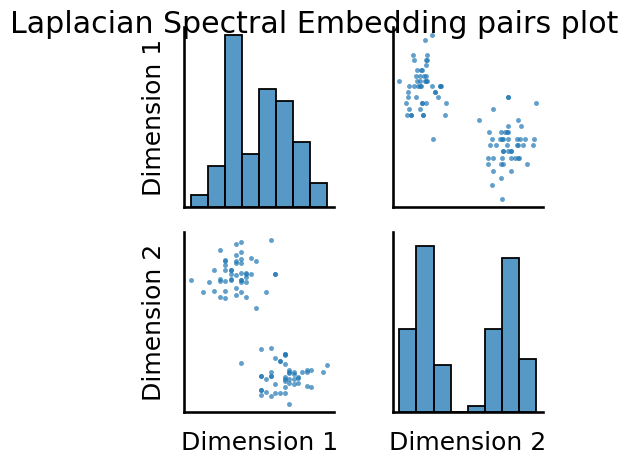 Laplacian Spectral Embedding pairs plot
Dimension 1
Dimension 2
Dimension 1
Dimension 2